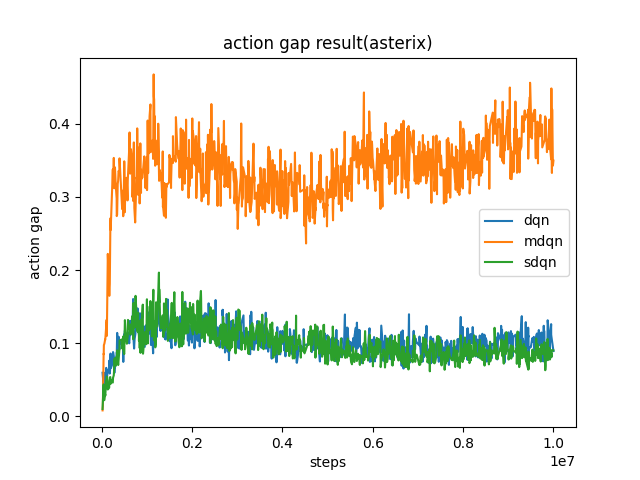 action gap result(asterix)
action gap
0.4
0.3
0.2
0.1
0.0
dqn
mdqn
sdqn
0.0 0.2 0.4 0.6 0.8 1.0
steps
1e7